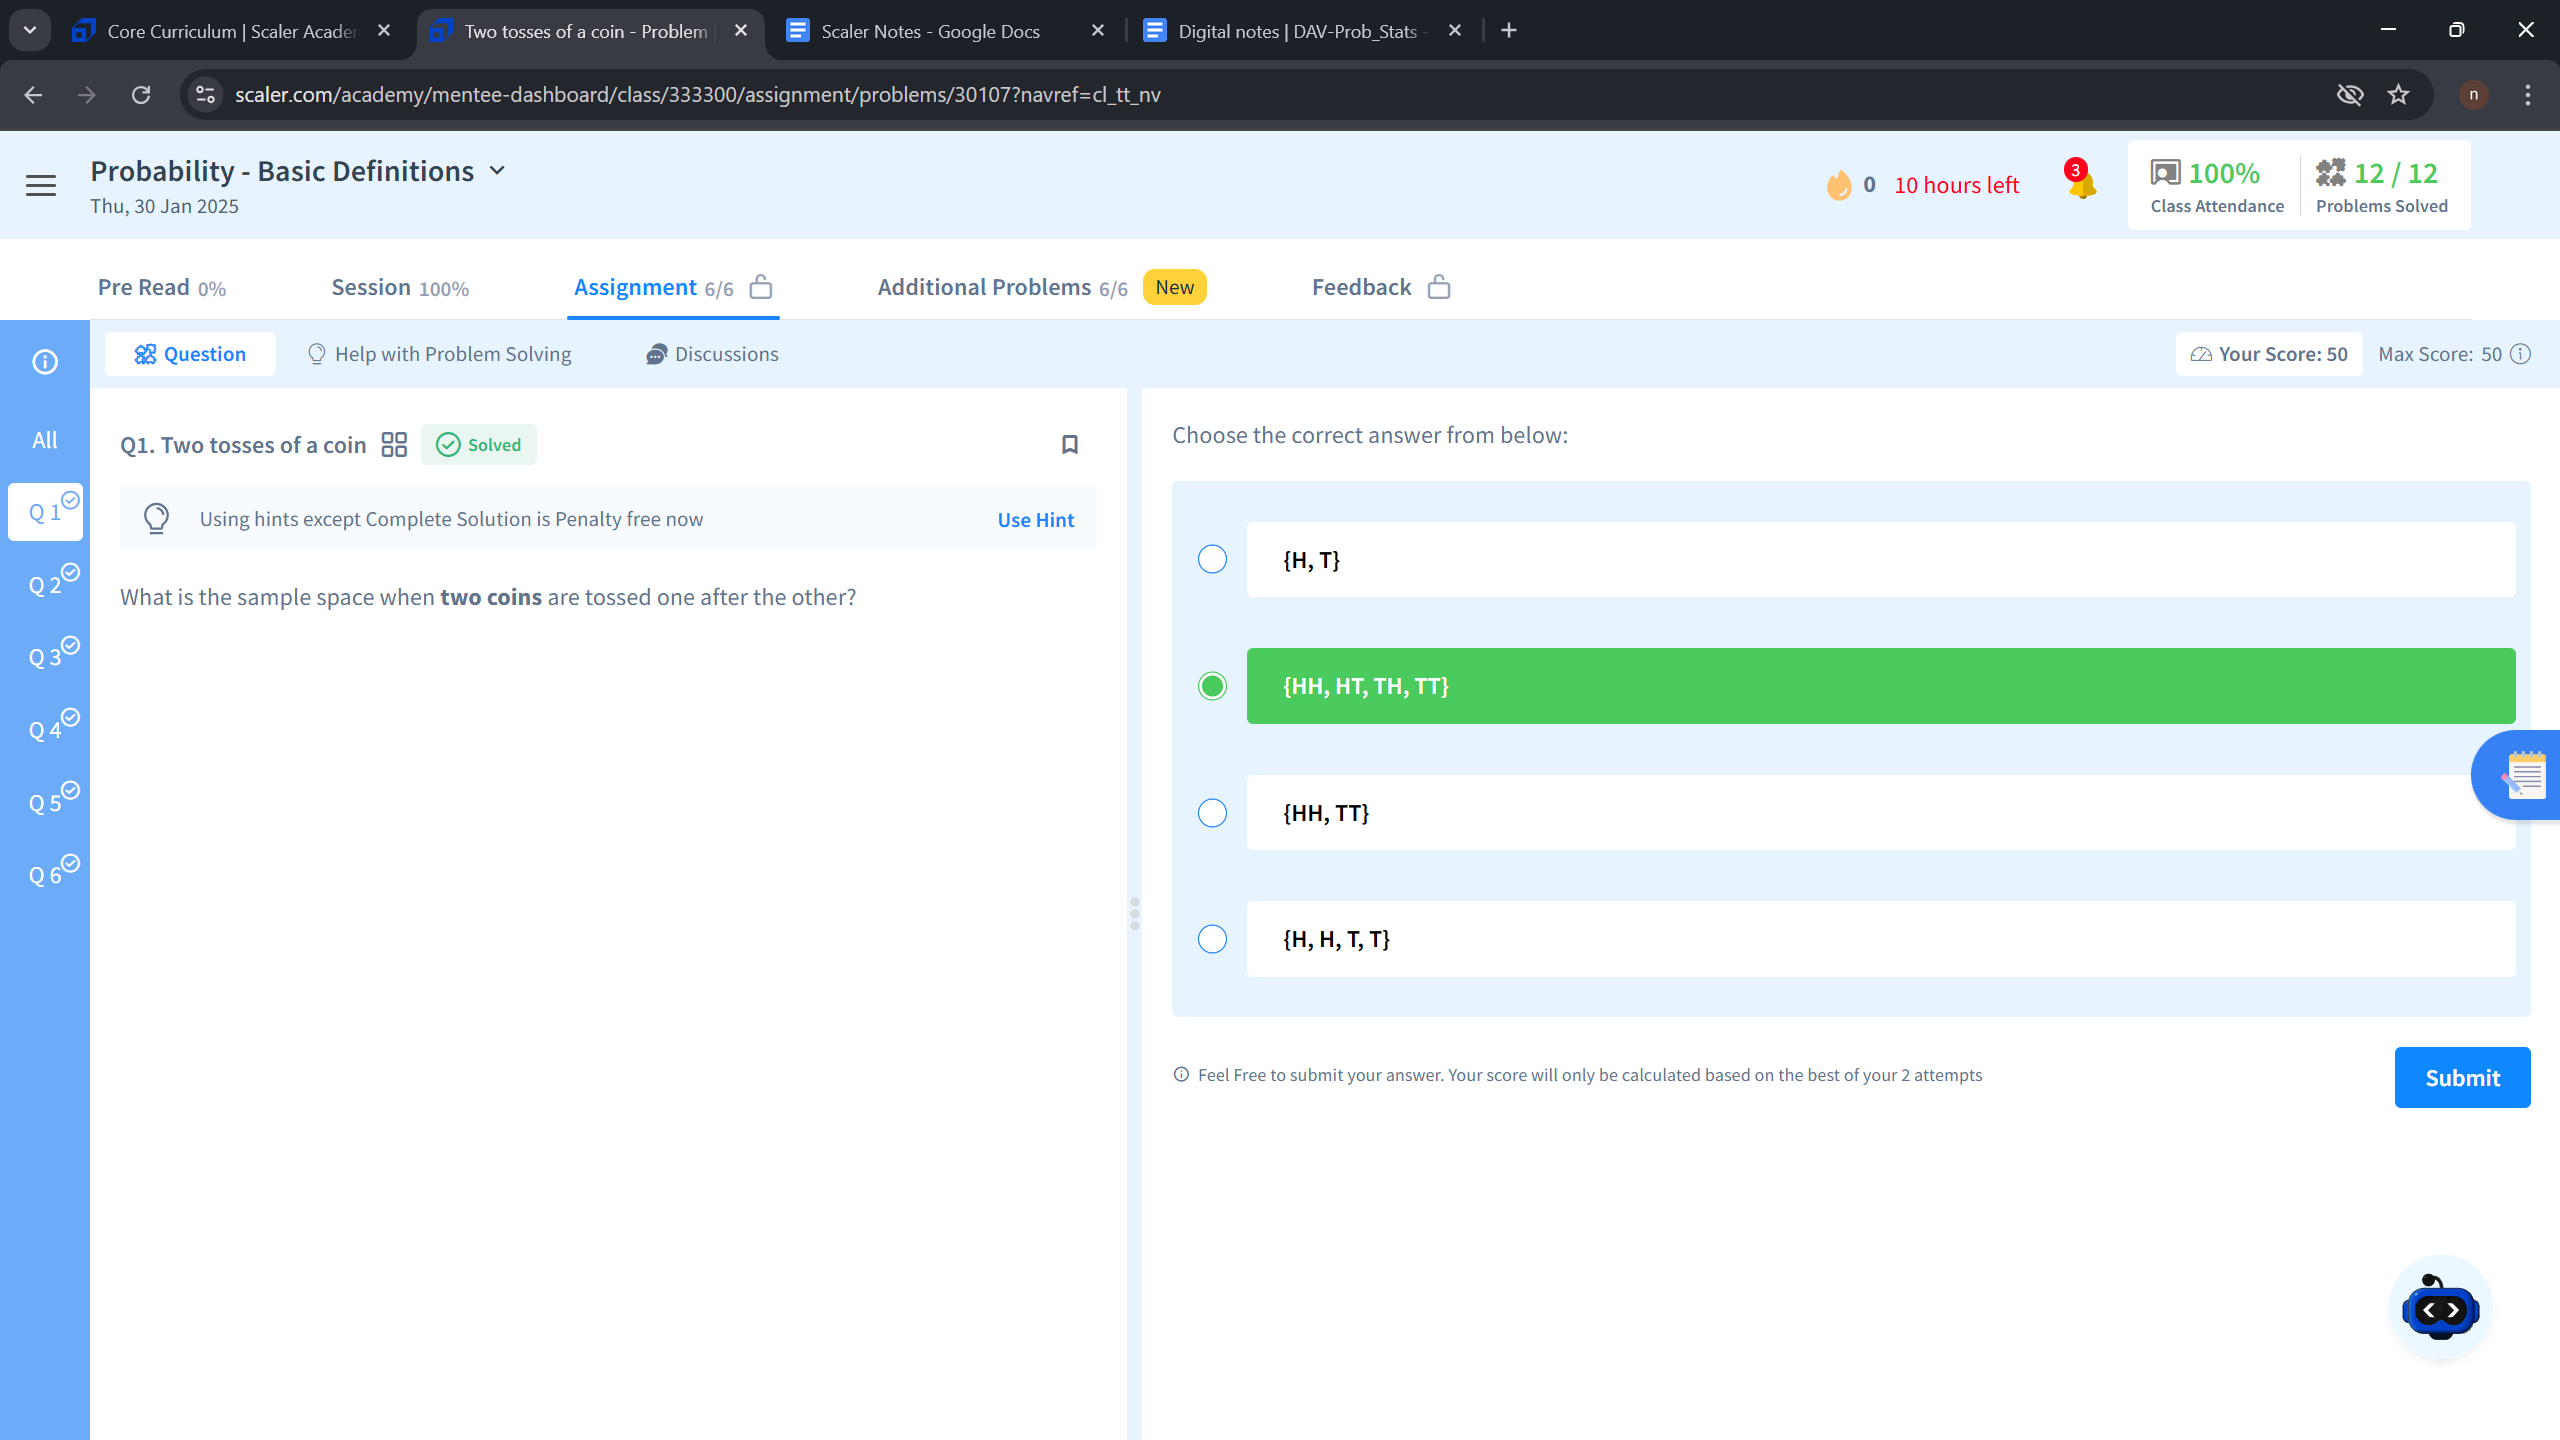 Core Curriculum | Scaler Acader
Two tosses of a coin - Problem
Scaler Notes - Google Docs
Digital notes | DAV-Prob_Stats -
scaler.com/academy/mentee-dashboard/class/333300/assignment/problems/30107?navref=cl_tt_nv
n
Probability - Basic Definitions
Thu, 30 Jan 2025
0
10 hours left
3
100%
Class Attendance
12 / 12
Problems Solved
Pre Read 0%
Session 100%
Assignment 6/6
Additional Problems 6/6
New
Feedback
Question
Help with Problem Solving
Discussions
Your Score: 50
Max Score: 50
All
Q 1
Q 2
Q 3
Q 4
Q 5
Q 6
Q1. Two tosses of a coin
Solved
Using hints except Complete Solution is Penalty free now
Use Hint
What is the sample space when two coins are tossed one after the other?
Choose the correct answer from below:
{H, T}
{HH, HT, TH, TT}
{HH, TT}
{H, H, T, T}
Feel Free to submit your answer. Your score will only be calculated based on the best of your 2 attempts
Submit